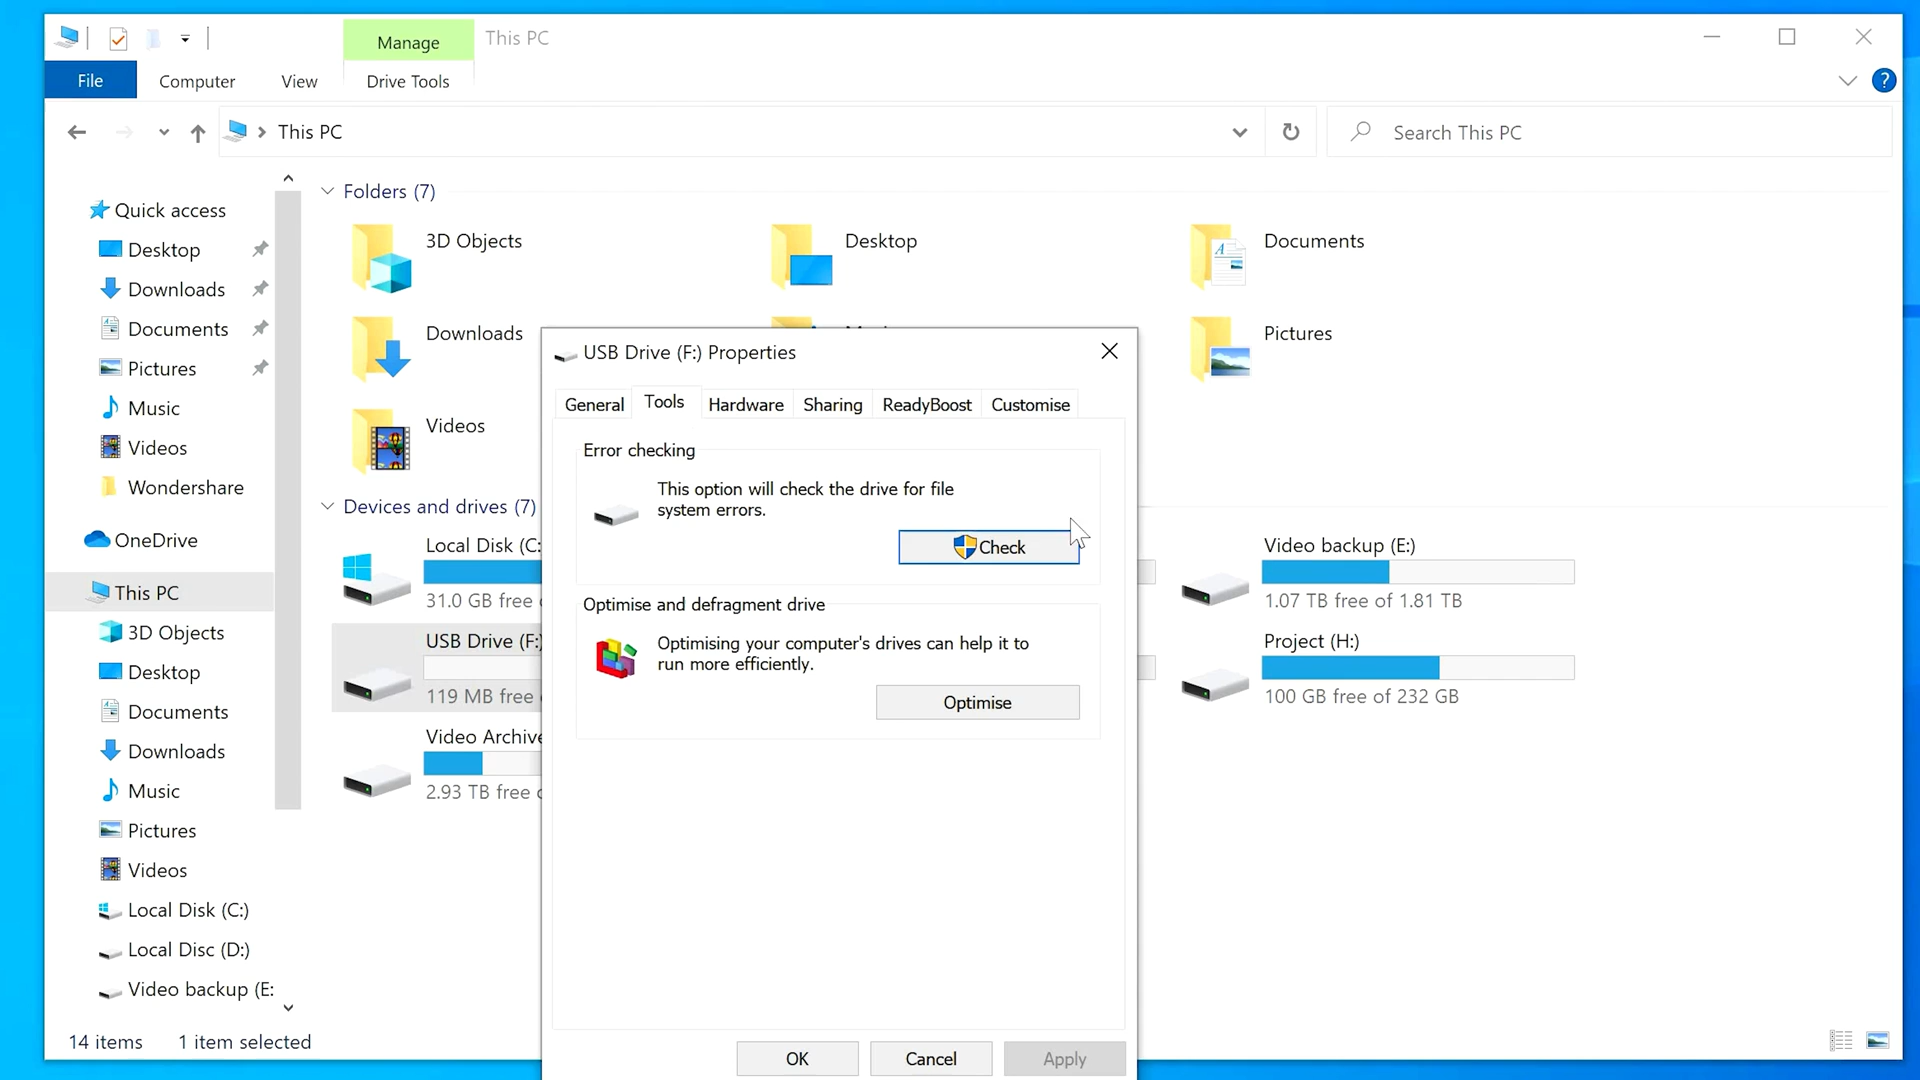 Manage
This PC
File
Computer
View
Drive Tools
?
This PC
Search This PC
Quick access
Desktop
Downloads
Documents
Pictures
Music
Videos
Wondershare
OneDrive
This PC
3D Objects
Desktop
Documents
Downloads
Music
Pictures
Videos
Local Disk (C:)
Local Disc (D:)
Video backup (E:
Folders (7)
3D Objects
Desktop
Documents
Downloads
Pictures
Videos
Devices and drives (7)
Local Disk (C:
31.0 GB free
Video backup (E:)
1.07 TB free of 1.81 TB
USB Drive (F:)
119 MB free
Project (H:)
100 GB free of 232 GB
Video Archive
2.93 TB free
USB Drive (F:) Properties
General
Tools
Hardware
Sharing
ReadyBoost
Customise
Error checking
This option will check the drive for file
system errors.
Check
Optimise and defragment drive
Optimising your computer's drives can help it to
run more efficiently.
Optimise
OK
Cancel
Apply
14 items
1 item selected